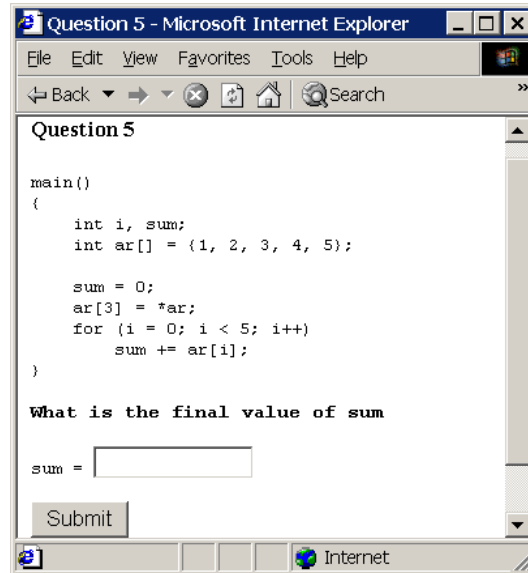 Question 5 - Microsoft Internet Explorer
File Edit View Favorites Tools Help
Back Search »
Question 5
main()
{
    int i, sum;
    int ar[] = {1, 2, 3, 4, 5};
    sum = 0;
    ar[3] = *ar;
    for (i = 0; i < 5; i++)
        sum += ar[i];
}
What is the final value of sum
sum =
Submit
Internet